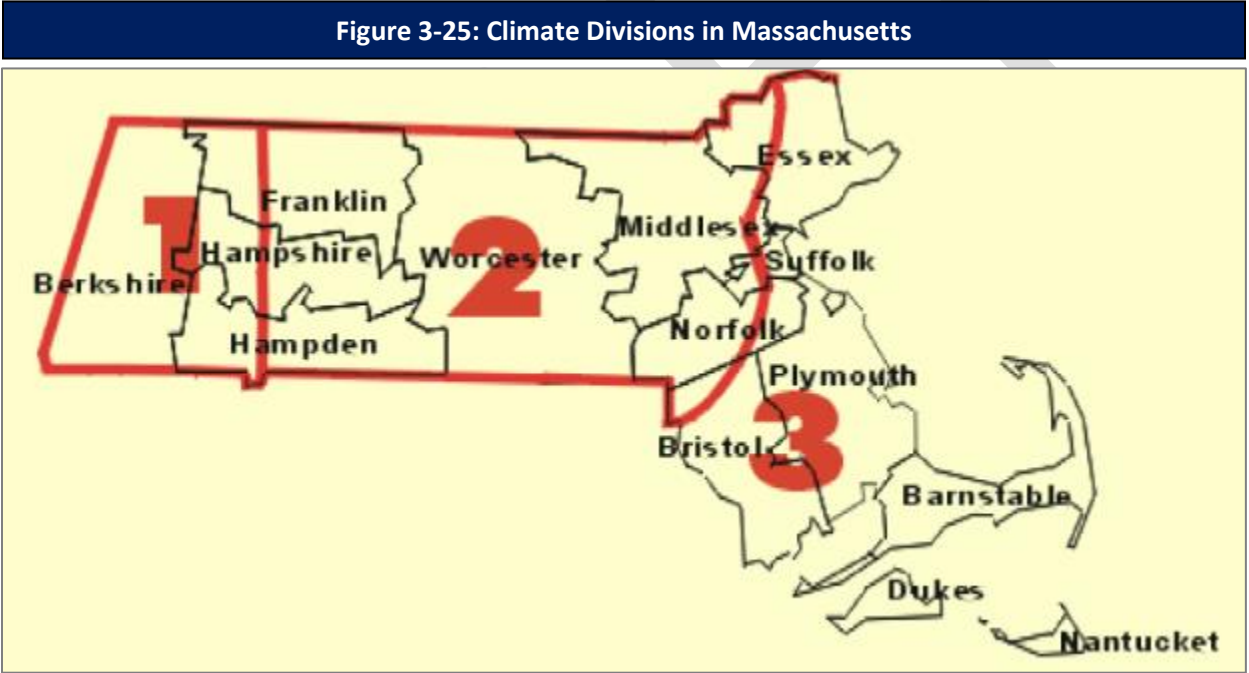 Figure 3-25: Climate Divisions in Massachusetts
Essex
1
Franklin
Middlesex
2
Hampshire
Worcester
Suffolk
Berkshire
Norfolk
Hampden
Plymouth
3
Bristol
Barnstable
Dukes
Nantucket